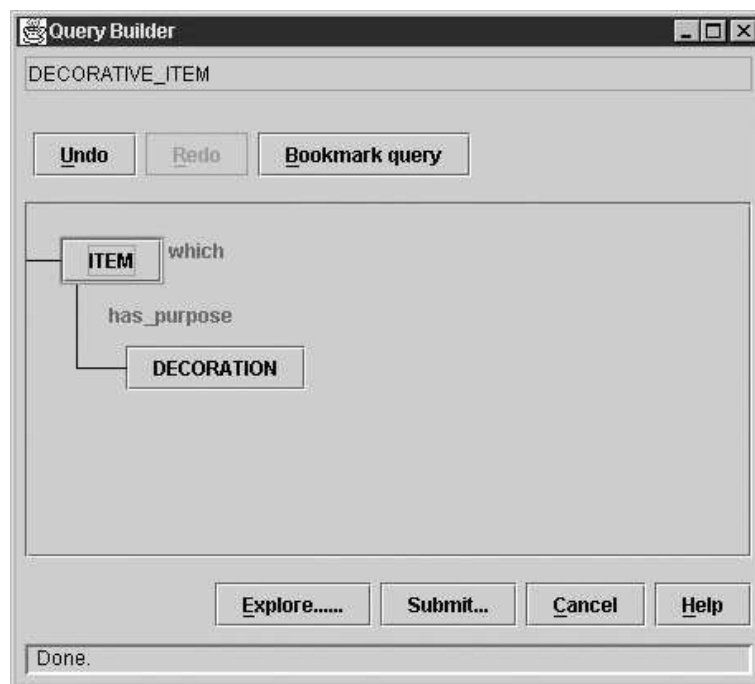 Query Builder
DECORATIVE_ITEM
Undo Redo Bookmark query
ITEM which
has_purpose
DECORATION
Explore...... Submit... Cancel Help
Done.